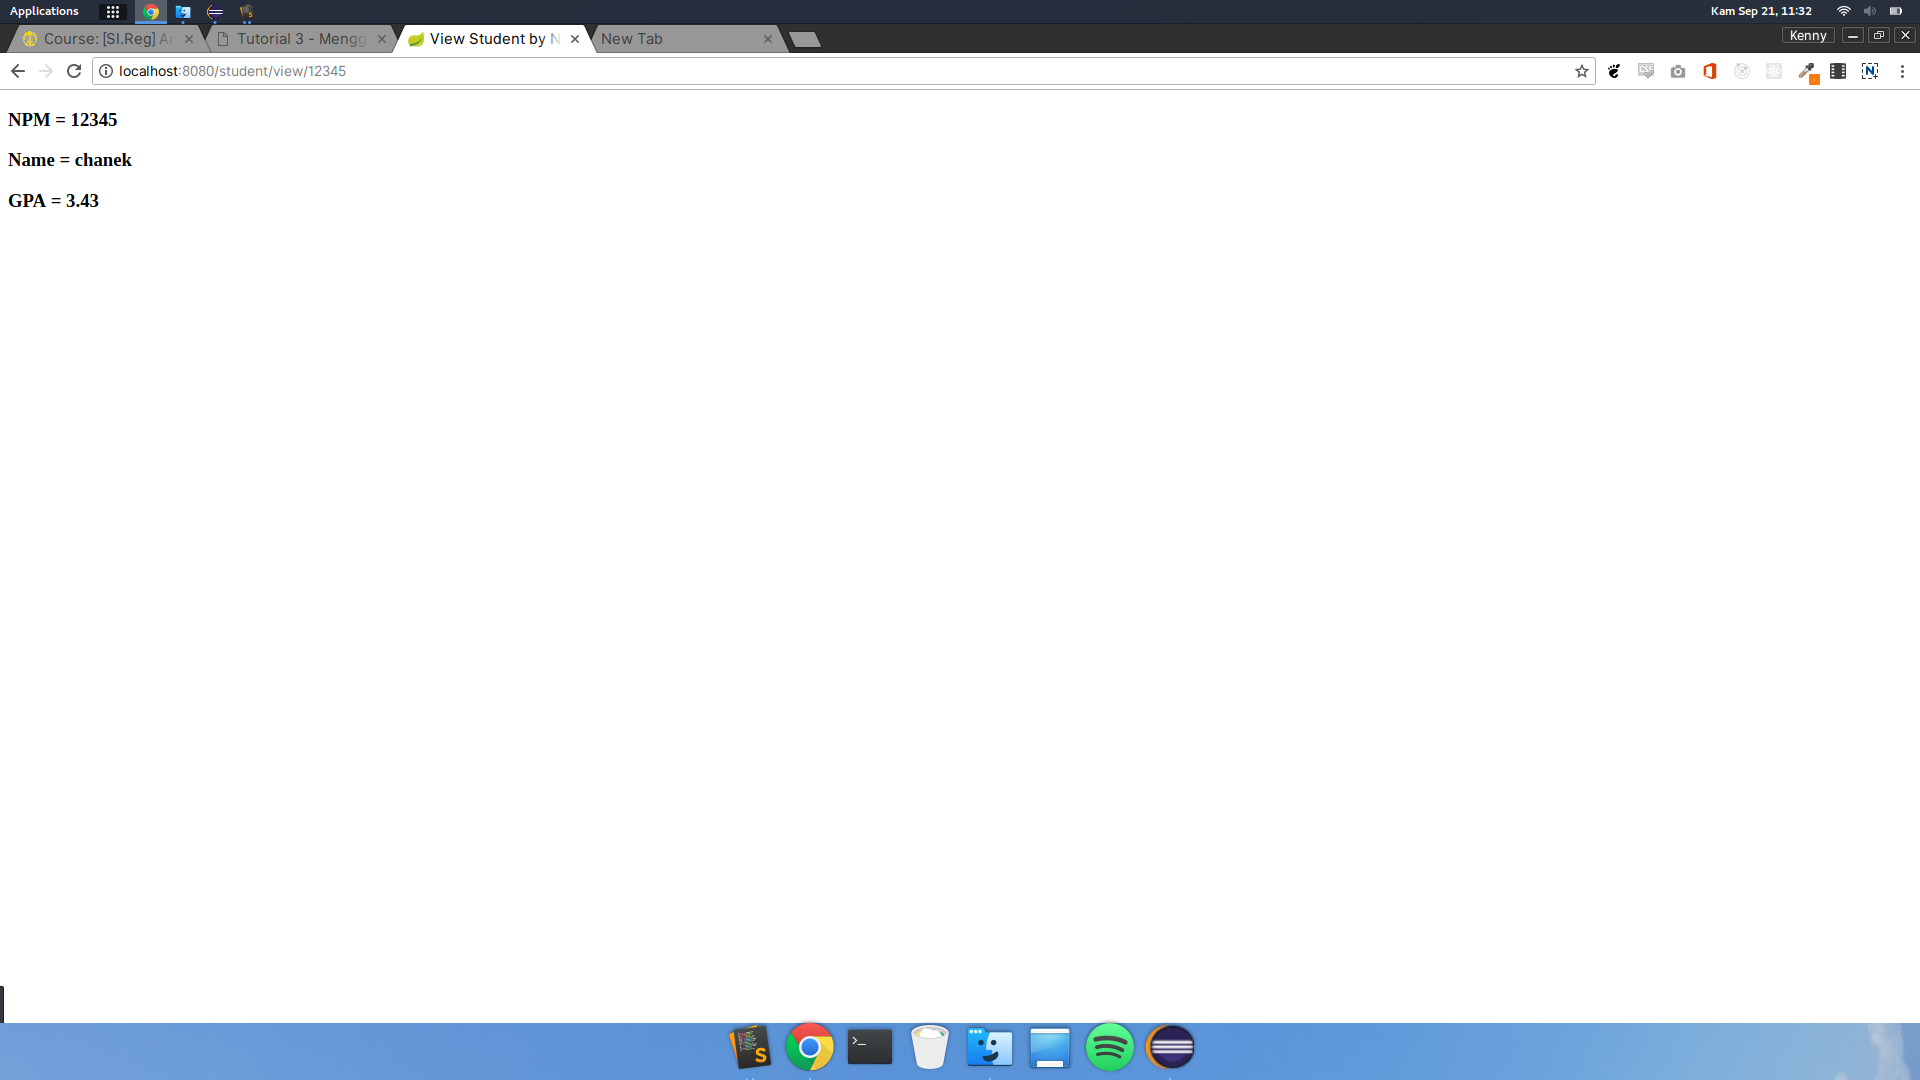 Applications
Kam Sep 21, 11:32
Course: [SI.Reg] Ar
Tutorial 3 - Mengg
View Student by N
New Tab
Kenny
localhost:8080/student/view/12345
NPM = 12345
Name = chanek
GPA = 3.43